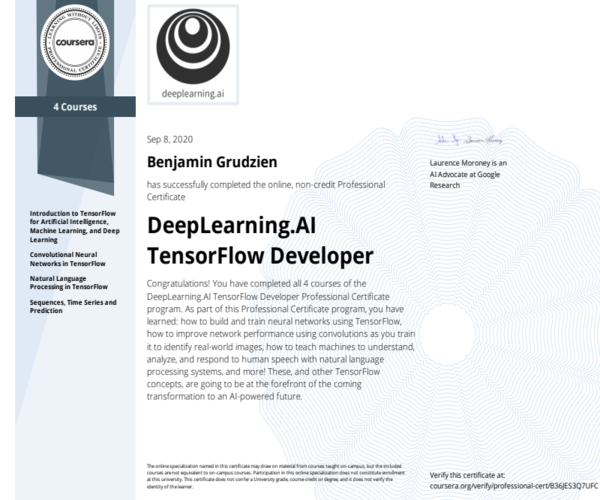 LEARNING WITHOUT LIMITS
coursera
PROFESSIONAL CERTIFICATE
4 Courses
Introduction to TensorFlow
for Artificial Intelligence,
Machine Learning, and Deep
Learning
Convolutional Neural
Networks in TensorFlow
Natural Language
Processing in TensorFlow
Sequences, Time Series and
Prediction
deeplearning.ai
Sep 8, 2020
Benjamin Grudzien
has successfully completed the online, non-credit Professional
Certificate
DeepLearning.AI
TensorFlow Developer
Congratulations! You have completed all 4 courses of the
DeepLearning.AI TensorFlow Developer Professional Certificate
program. As part of this Professional Certificate program, you have
learned: how to build and train neural networks using TensorFlow,
how to improve network performance using convolutions as you train
it to identify real-world images, how to teach machines to understand,
analyze, and respond to human speech with natural language
processing systems, and more! These, and other TensorFlow
concepts, are going to be at the forefront of the coming
transformation to an AI-powered future.
Laurence Moroney is an
AI Advocate at Google
Research
The online specialization named in this certificate may draw on material from courses taught on-campus, but the included
courses are not equivalent to on-campus courses. Participation in this online specialization does not constitute enrollment
at this university. This certificate does not confer a University grade, course credit or degree, and it does not verify the
identity of the learner.
Verify this certificate at:
coursera.org/verify/professional-cert/B36JES3Q7UFC